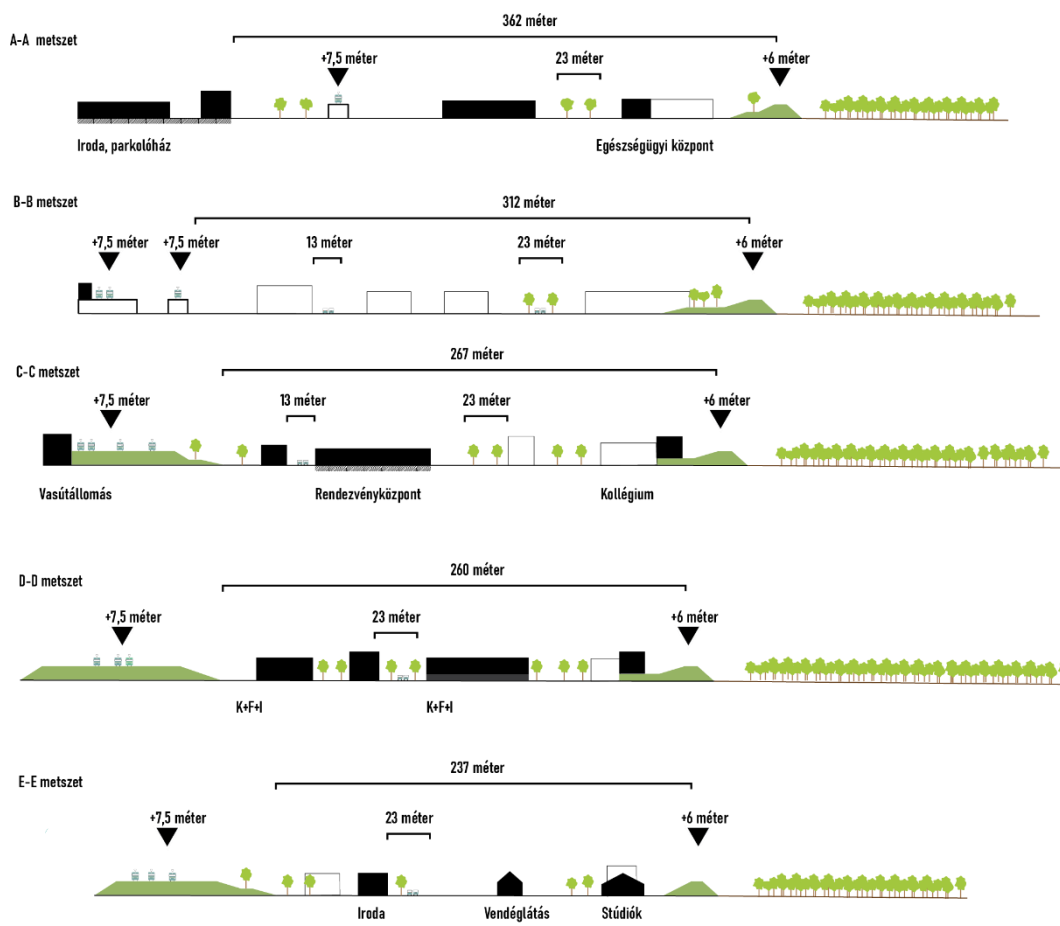 362 méter
A-A metszet
+7,5 méter
23 méter
+6 méter
Iroda, parkolóház
Egészségügyi központ
B-B metszet
312 méter
+7,5 méter
+7,5 méter
13 méter
23 méter
+6 méter
267 méter
C-C metszet
+7,5 méter
13 méter
23 méter
+6 méter
Vasútállomás
Rendezvényközpont
Kollégium
D-D metszet
260 méter
+7,5 méter
23 méter
+6 méter
K+F+I
K+F+I
E-E metszet
237 méter
+7,5 méter
23 méter
+6 méter
Iroda
Vendéglátás
Stúdiók